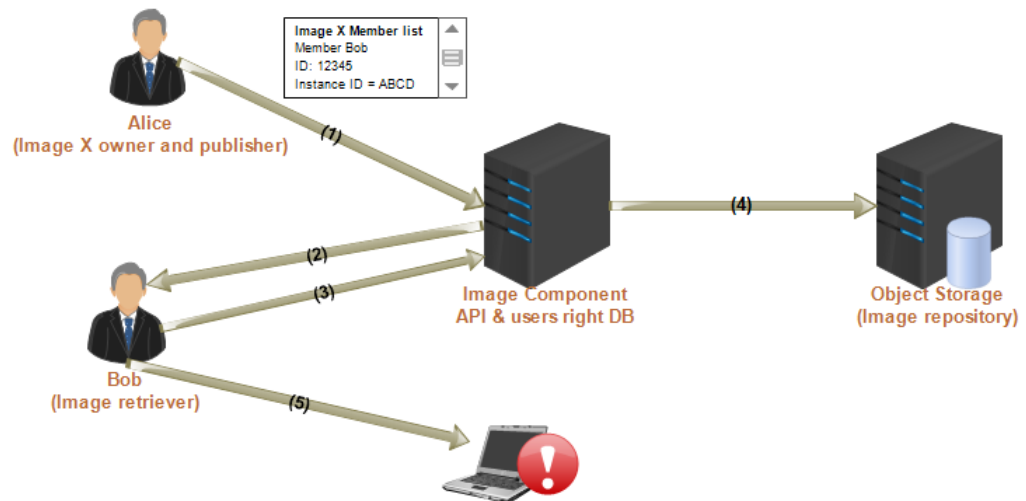 Image X Member list
Member Bob
ID: 12345
Instance ID = ABCD
Alice
(Image X owner and publisher)
(1)
(2)
(3)
(4)
Image Component
API & users right DB
Object Storage
(Image repository)
Bob
(Image retriever)
(5)